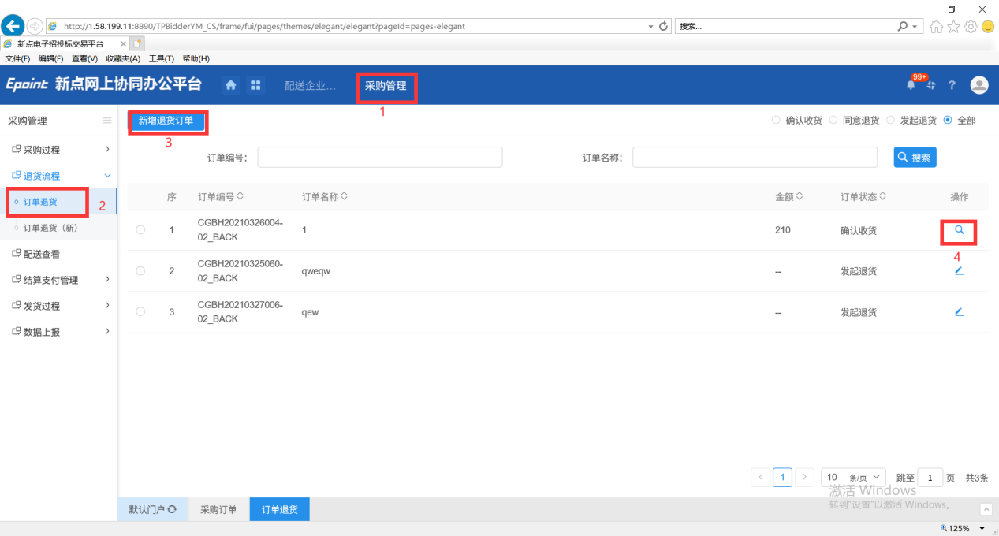 http://1.58.199.11:8890/TPBidderYM_CS/frame/fui/pages/themes/elegant/elegant?pageId=pages-elegant
搜索...
新点电子招投标交易平台
文件(F) 编辑(E) 查看(V) 收藏夹(A) 工具(T) 帮助(H)
Epoint 新点网上协同办公平台
配送企业...
采购管理
99+
?
1
采购管理
新增退货订单
确认收货 同意退货 发起退货 全部
3
采购过程
订单编号：
订单名称：
搜索
退货流程
订单退货
2
序 订单编号 订单名称 金额 订单状态 操作
订单退货（新）
1 CGBH20210326004-02_BACK 1 210 确认收货
4
配送查看
2 CGBH20210325060-02_BACK qweqw -- 发起退货
结算支付管理
发货过程
3 CGBH20210327006-02_BACK qew -- 发起退货
数据上报
1 10 条/页 跳至 1 页 共3条
激活 Windows
转到"设置"以激活 Windows。
默认门户 采购订单 订单退货
125%